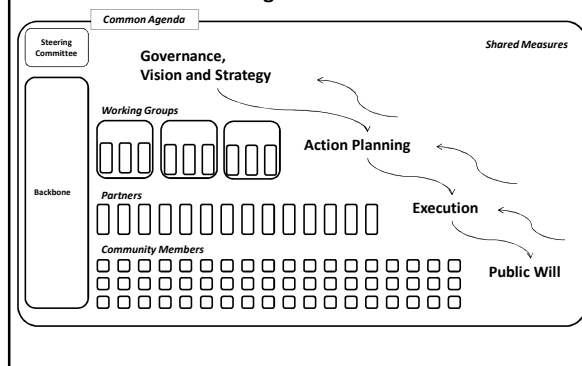 Common Agenda
Steering
Committee
Shared Measures
Governance,
Vision and Strategy
Working Groups
Action Planning
Backbone
Partners
Execution
Community Members
Public Will